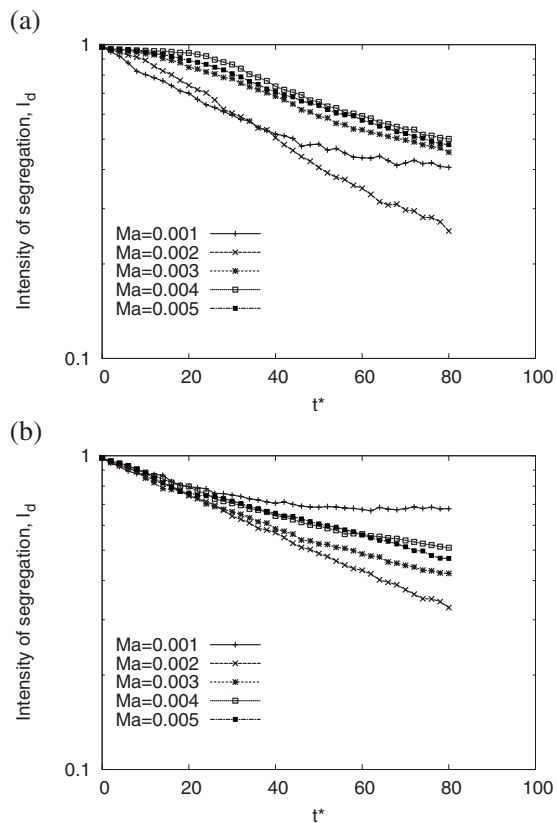 (a)
1
0.1
Intensity of segregation, I_d
Ma=0.001
Ma=0.002
Ma=0.003
Ma=0.004
Ma=0.005
0 20 40 60 80 100
t*
(b)
1
0.1
Intensity of segregation, I_d
Ma=0.001
Ma=0.002
Ma=0.003
Ma=0.004
Ma=0.005
0 20 40 60 80 100
t*